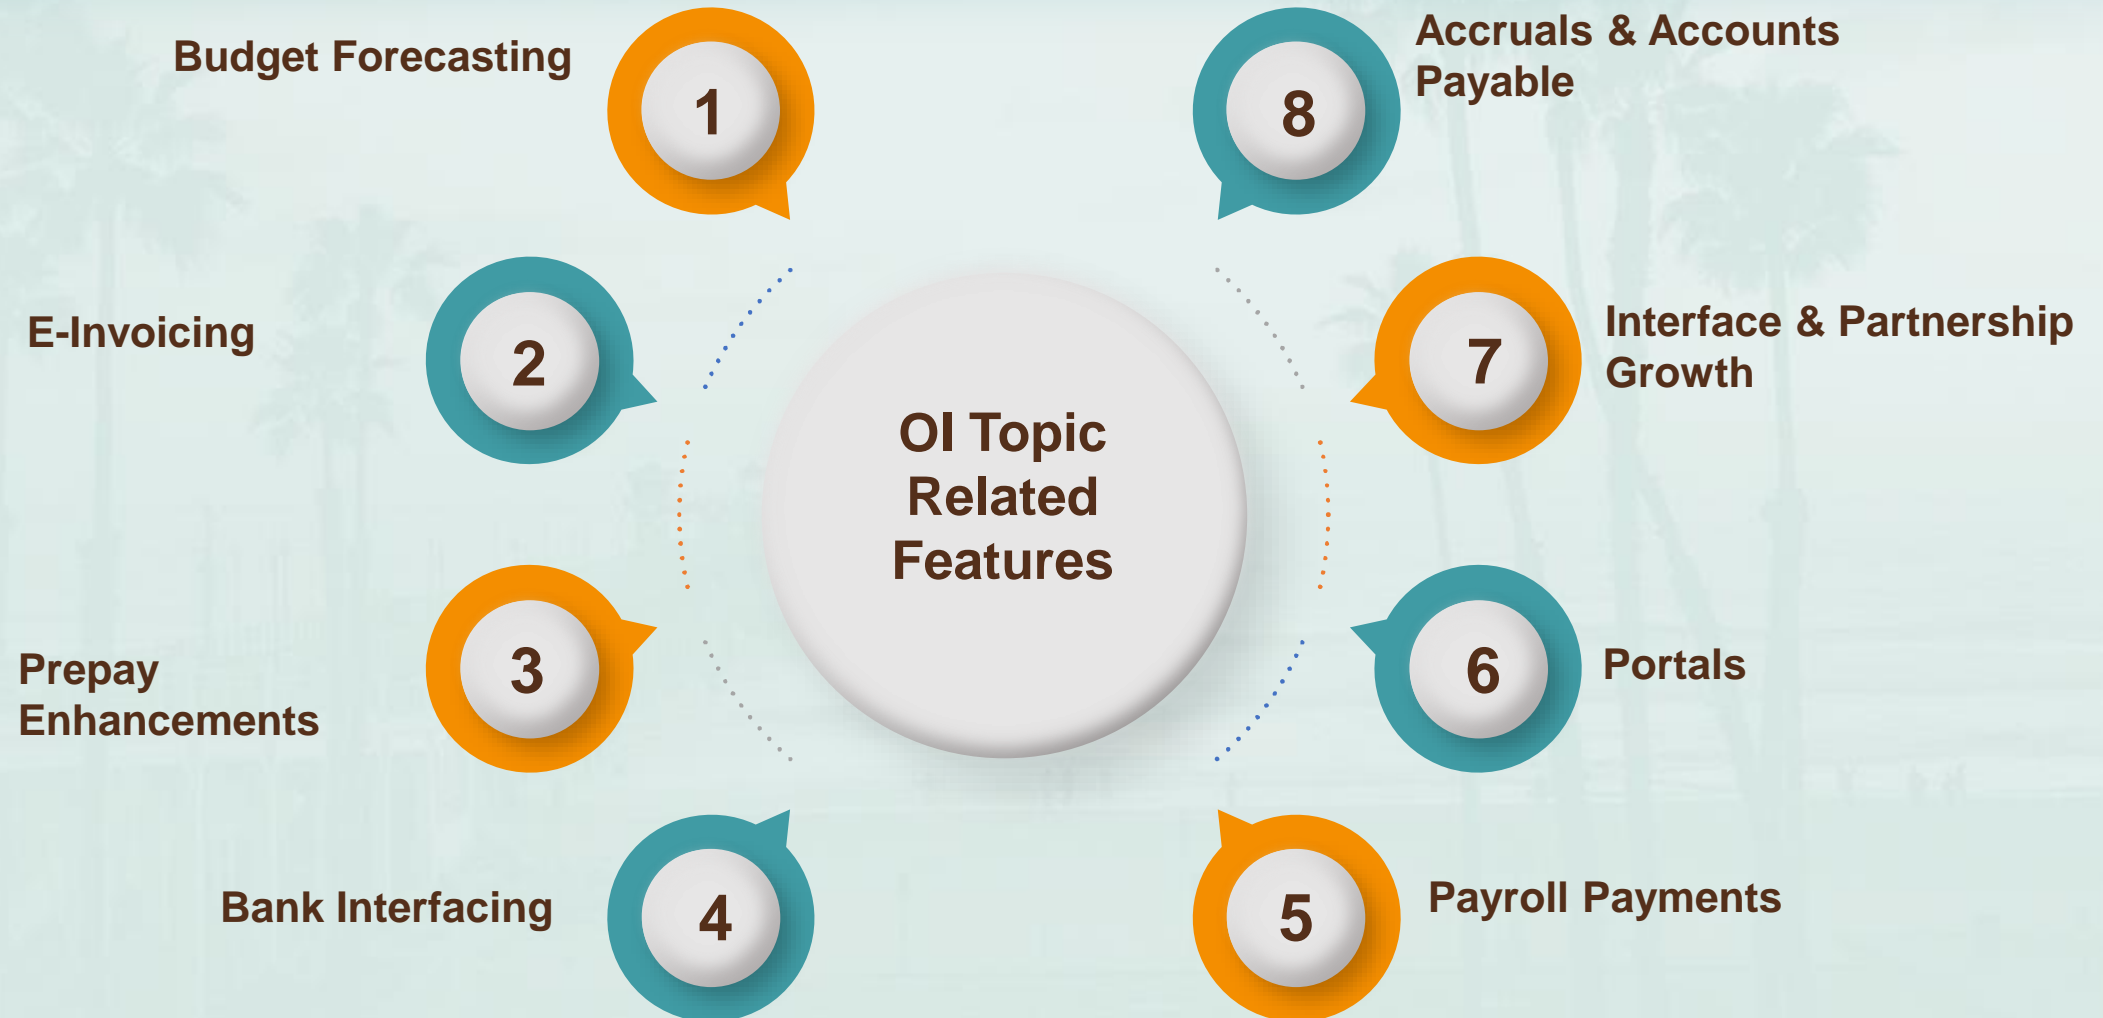 Budget Forecasting
1
E-Invoicing
2
Prepay
Enhancements
3
Bank Interfacing
4
OI Topic
Related
Features
Accruals & Accounts
Payable
8
Interface & Partnership
Growth
7
6
Portals
5
Payroll Payments